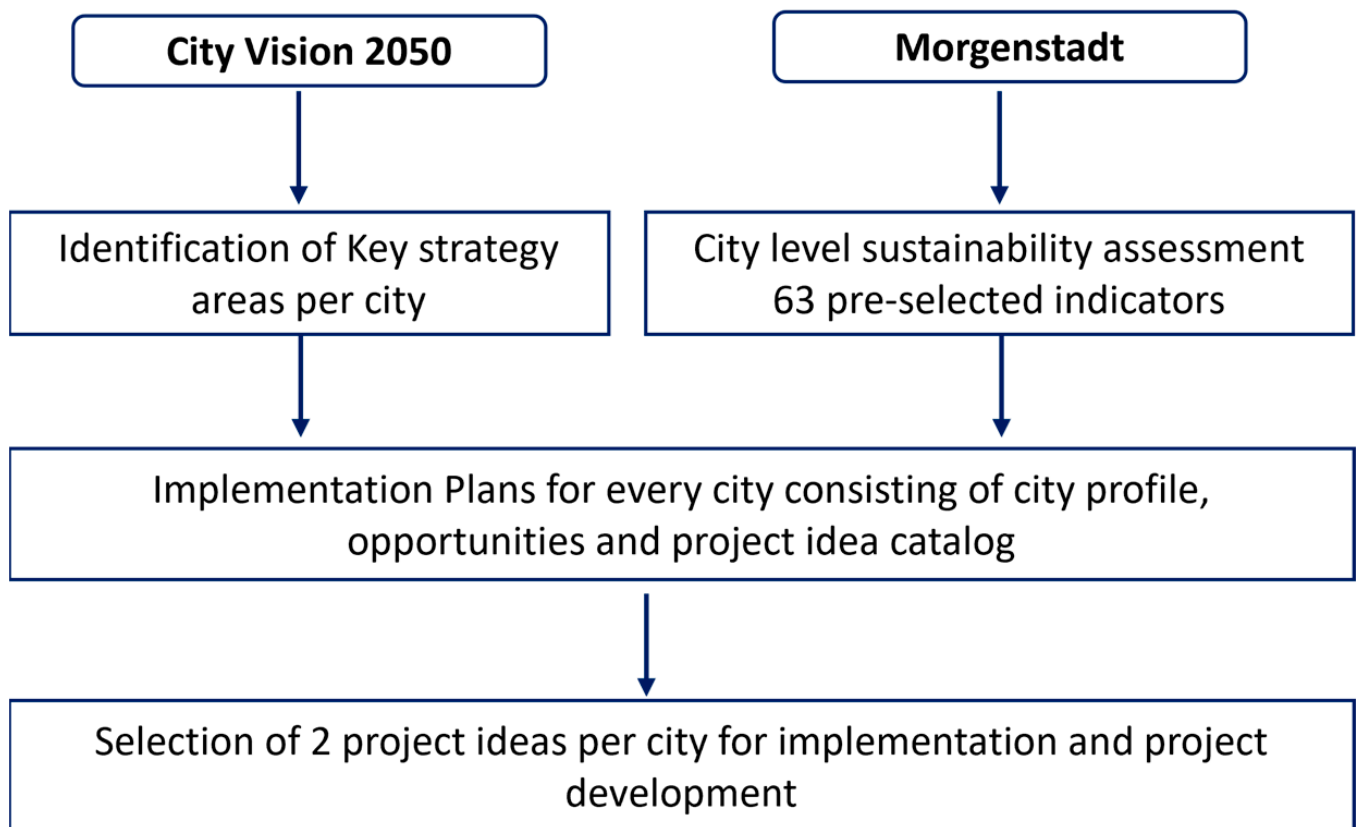 City Vision 2050
Morgenstadt
Identification of Key strategy
areas per city
City level sustainability assessment
63 pre-selected indicators
Implementation Plans for every city consisting of city profile,
opportunities and project idea catalog
Selection of 2 project ideas per city for implementation and project
development